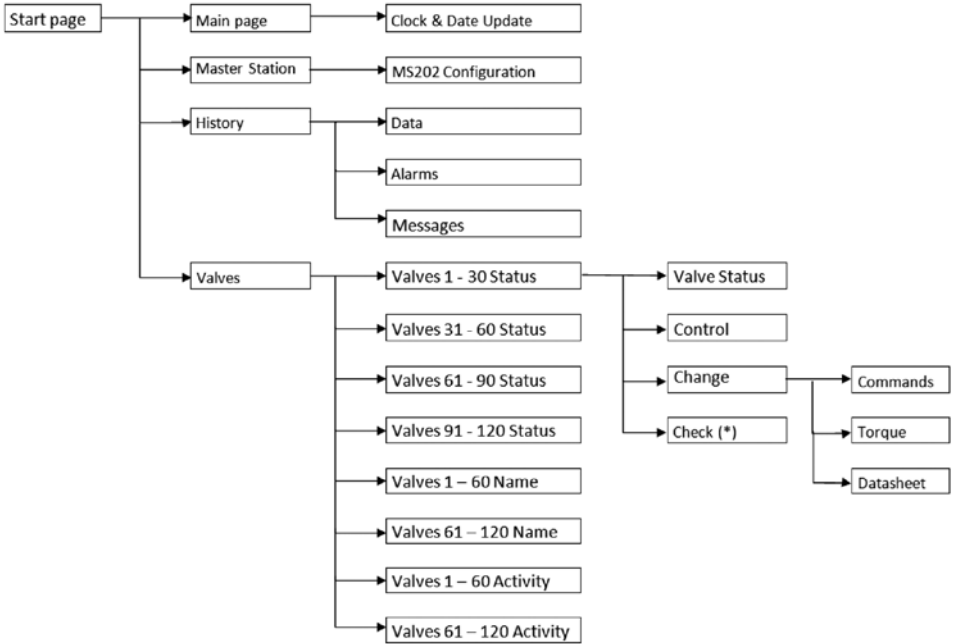 Start page
Main page
Clock & Date Update
Master Station
MS202 Configuration
History
Data
Alarms
Messages
Valves
Valves 1 - 30 Status
Valve Status
Valves 31 - 60 Status
Control
Valves 61 - 90 Status
Change
Commands
Valves 91 - 120 Status
Check (*)
Torque
Valves 1 – 60 Name
Datasheet
Valves 61 – 120 Name
Valves 1 – 60 Activity
Valves 61 – 120 Activity